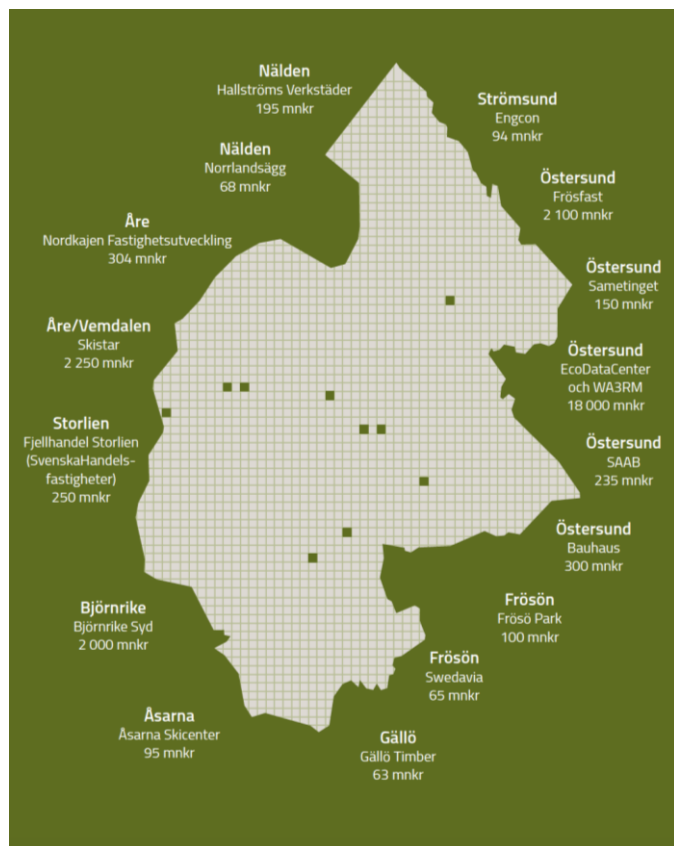 Nälden
Hallströms Verkstäder
195 mnkr
Strömsund
Engcon
94 mnkr
Nälden
Norrlandsägg
68 mnkr
Östersund
Frösfast
2 100 mnkr
Åre
Nordkajen Fastighetsutveckling
304 mnkr
Östersund
Sametinget
150 mnkr
Åre/Vemdalen
Skistar
2 250 mnkr
Östersund
EcoDataCenter
och WA3RM
18 000 mnkr
Storlien
Fjellhandel Storlien
(SvenskaHandels-
fastigheter)
250 mnkr
Östersund
SAAB
235 mnkr
Östersund
Bauhaus
300 mnkr
Björnrike
Björnrike Syd
2 000 mnkr
Frösön
Frösö Park
100 mnkr
Frösön
Swedavia
65 mnkr
Åsarna
Åsarna Skicenter
95 mnkr
Gällö
Gällö Timber
63 mnkr